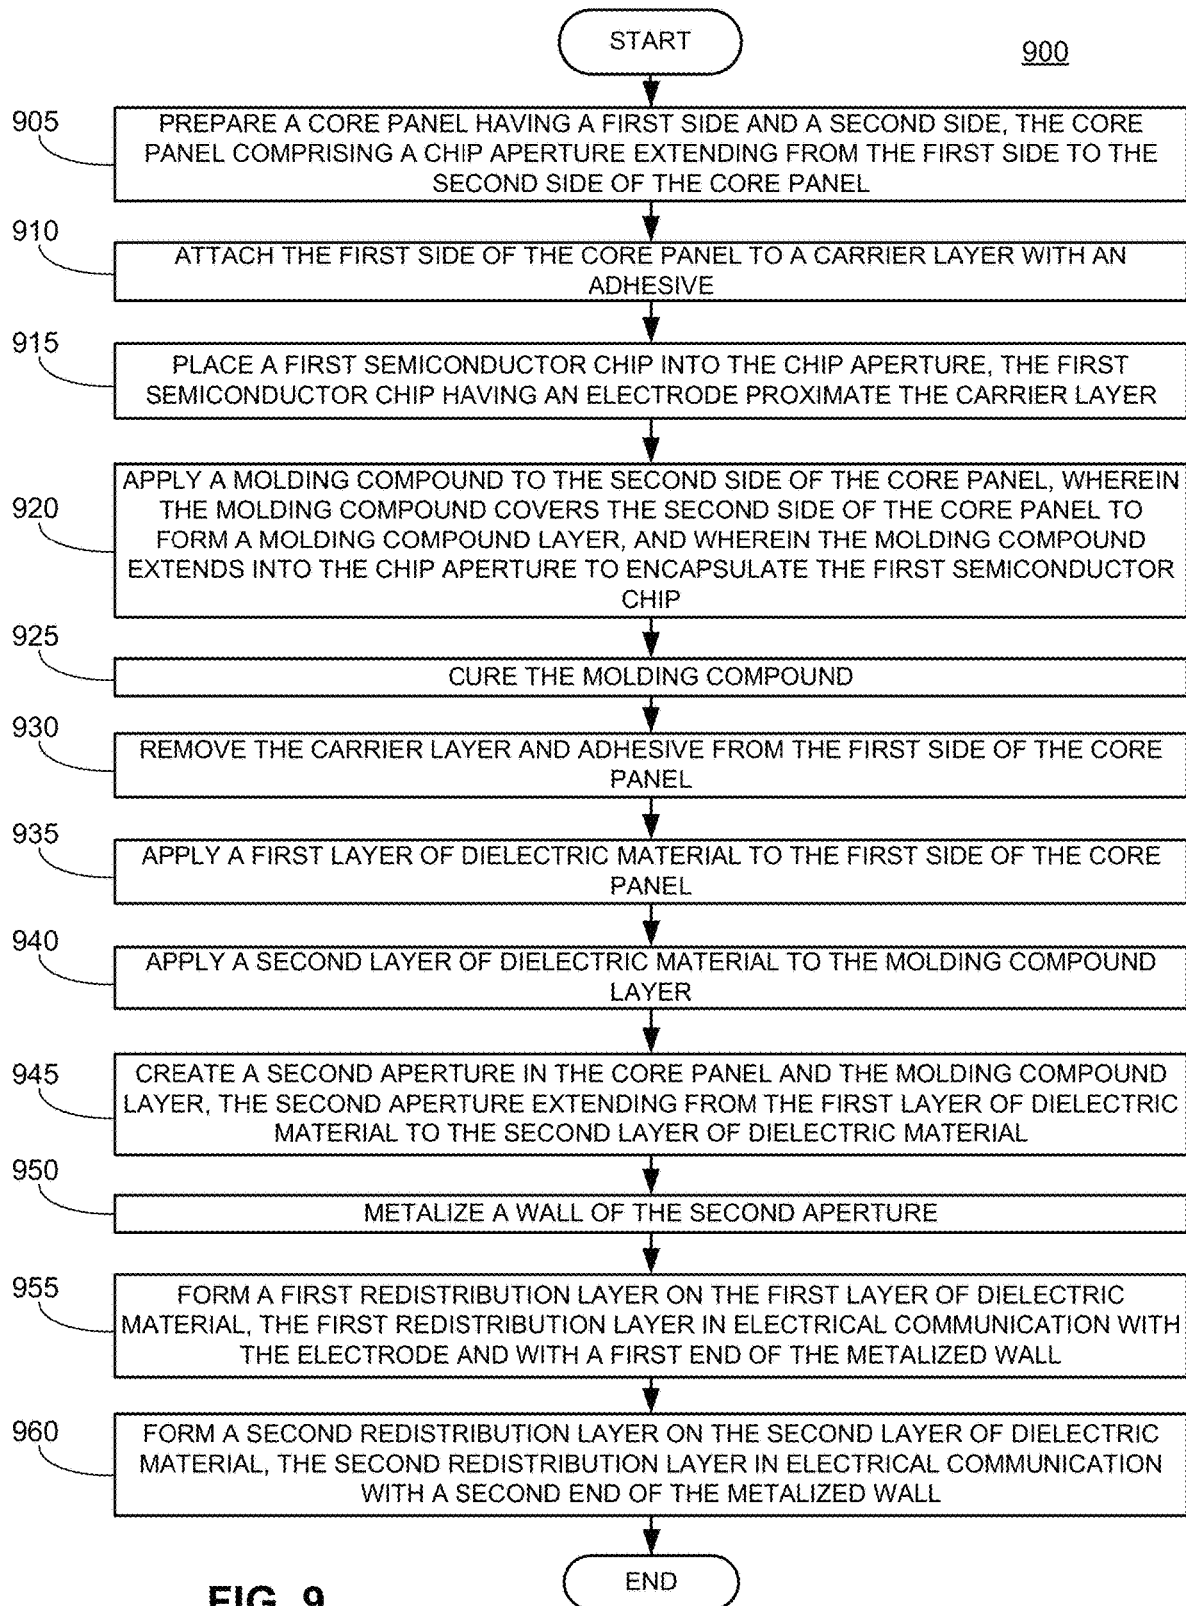 START
900
905
PREPARE A CORE PANEL HAVING A FIRST SIDE AND A SECOND SIDE, THE CORE
PANEL COMPRISING A CHIP APERTURE EXTENDING FROM THE FIRST SIDE TO THE
SECOND SIDE OF THE CORE PANEL
910
ATTACH THE FIRST SIDE OF THE CORE PANEL TO A CARRIER LAYER WITH AN
ADHESIVE
915
PLACE A FIRST SEMICONDUCTOR CHIP INTO THE CHIP APERTURE, THE FIRST
SEMICONDUCTOR CHIP HAVING AN ELECTRODE PROXIMATE THE CARRIER LAYER
920
APPLY A MOLDING COMPOUND TO THE SECOND SIDE OF THE CORE PANEL, WHEREIN
THE MOLDING COMPOUND COVERS THE SECOND SIDE OF THE CORE PANEL TO
FORM A MOLDING COMPOUND LAYER, AND WHEREIN THE MOLDING COMPOUND
EXTENDS INTO THE CHIP APERTURE TO ENCAPSULATE THE FIRST SEMICONDUCTOR
CHIP
925
CURE THE MOLDING COMPOUND
930
REMOVE THE CARRIER LAYER AND ADHESIVE FROM THE FIRST SIDE OF THE CORE
PANEL
935
APPLY A FIRST LAYER OF DIELECTRIC MATERIAL TO THE FIRST SIDE OF THE CORE
PANEL
940
APPLY A SECOND LAYER OF DIELECTRIC MATERIAL TO THE MOLDING COMPOUND
LAYER
945
CREATE A SECOND APERTURE IN THE CORE PANEL AND THE MOLDING COMPOUND
LAYER, THE SECOND APERTURE EXTENDING FROM THE FIRST LAYER OF DIELECTRIC
MATERIAL TO THE SECOND LAYER OF DIELECTRIC MATERIAL
950
METALIZE A WALL OF THE SECOND APERTURE
955
FORM A FIRST REDISTRIBUTION LAYER ON THE FIRST LAYER OF DIELECTRIC
MATERIAL, THE FIRST REDISTRIBUTION LAYER IN ELECTRICAL COMMUNICATION WITH
THE ELECTRODE AND WITH A FIRST END OF THE METALIZED WALL
960
FORM A SECOND REDISTRIBUTION LAYER ON THE SECOND LAYER OF DIELECTRIC
MATERIAL, THE SECOND REDISTRIBUTION LAYER IN ELECTRICAL COMMUNICATION
WITH A SECOND END OF THE METALIZED WALL
END
FIG. 9